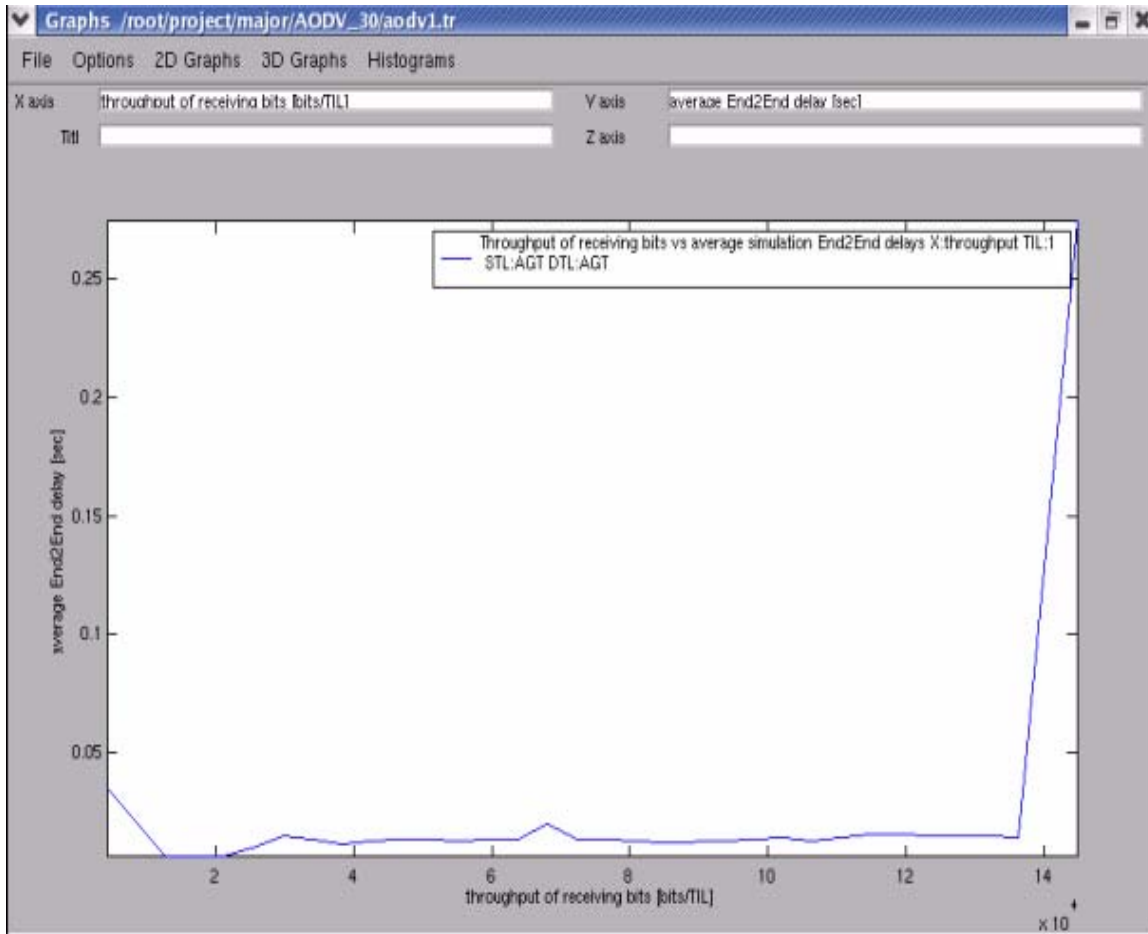 Graphs /root/project/major/AODV_30/aodv1.tr
File Options 2D Graphs 3D Graphs Histograms
X axis throughput of receiving bits [bits/TIL] Y axis average End2End delay [sec]
Titl Z axis
Throughput of receiving bits vs average simulation End2End delays X:throughput TIL:1
STL:AGT DTL:AGT
average End2End delay [sec]
0.25
0.2
0.15
0.1
0.05
2 4 6 8 10 12 14
throughput of receiving bits [bits/TIL]
x 10 4